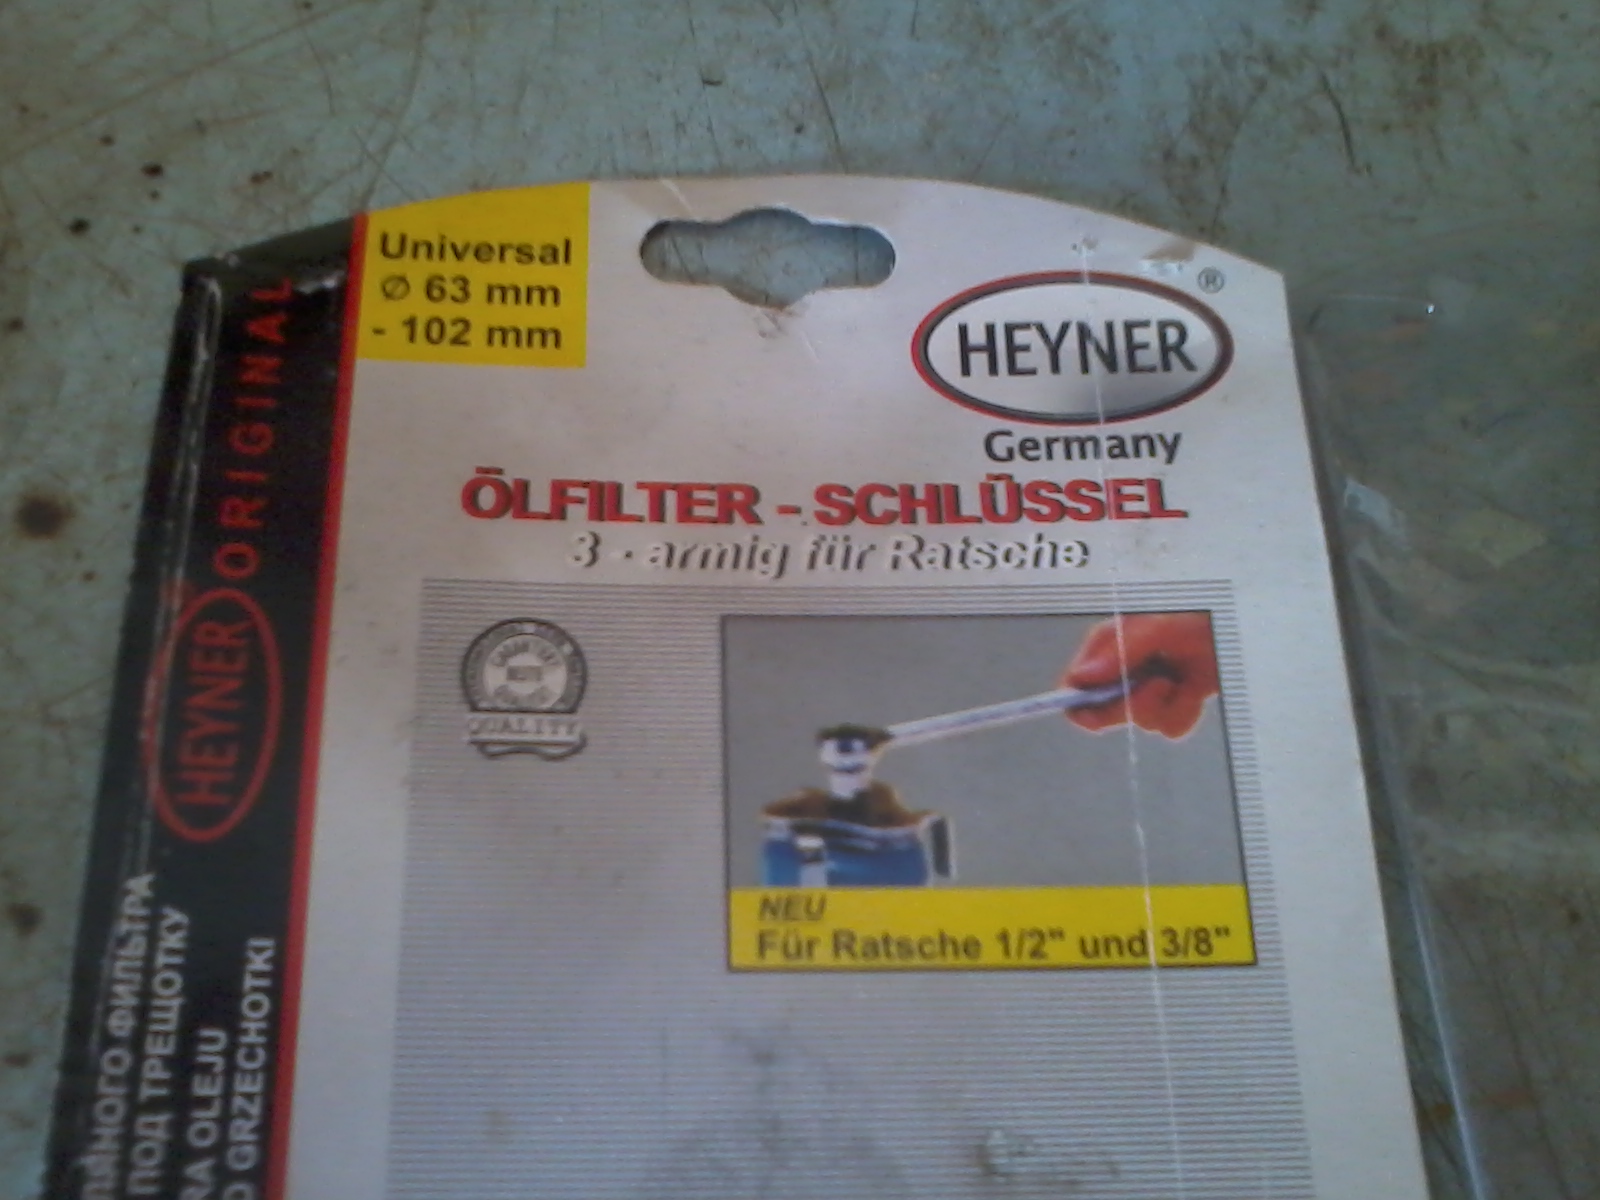 Universal
∅ 63 mm
- 102 mm
HEYNER®
Germany
ÖLFILTER - SCHLÜSSEL
3 - armig für Ratsche
QUALITY
NEU
Für Ratsche 1/2" und 3/8"
HEYNER ORIGINAL
ФИЛЬТРА
ПОД ТРЕЩОТКУ
OLEJU
GRZECHOTKI